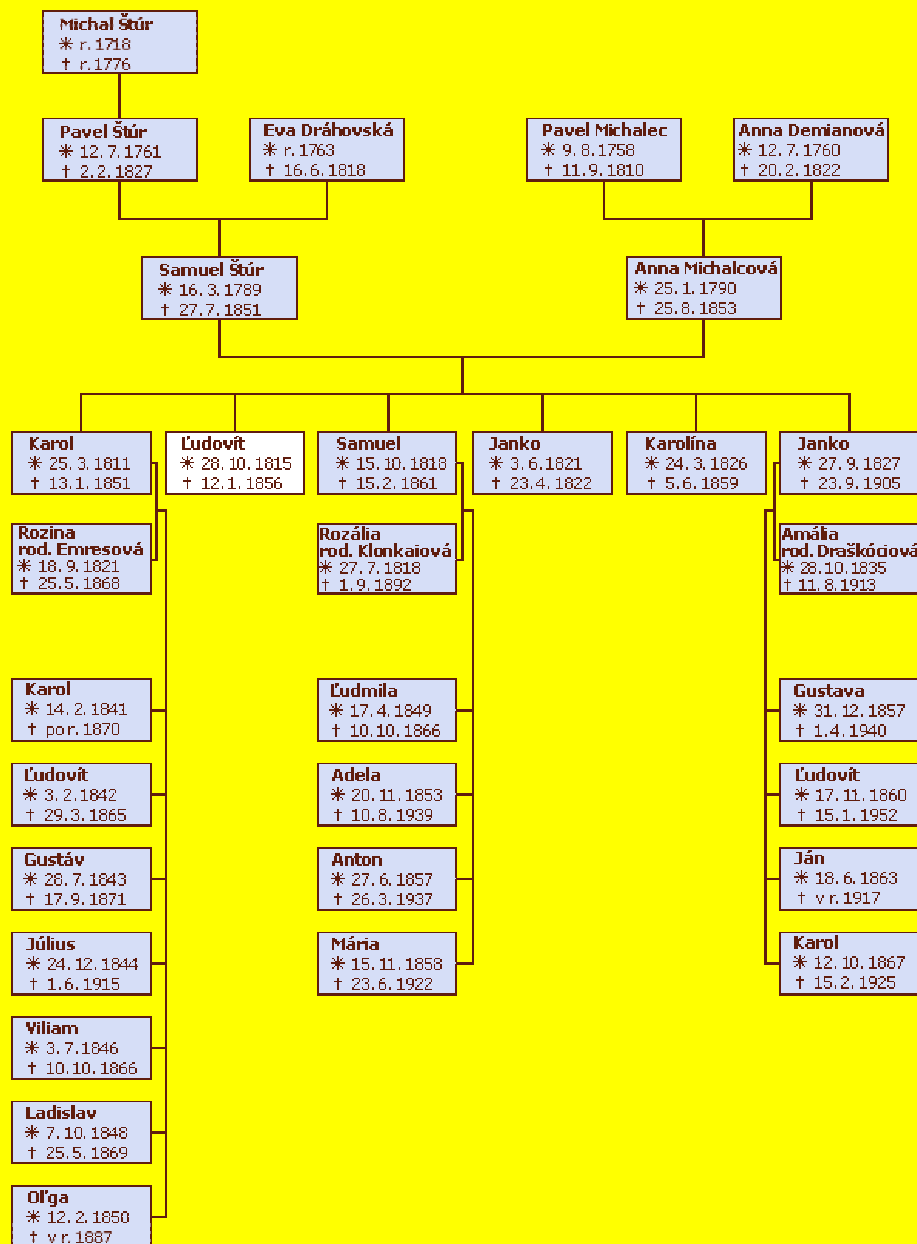 Michal Štúr
✳ r. 1718
† r.1776
Pavel Štúr
✳ 12.7.1761
† 2.2.1827
Eva Dráhovská
✳ r.1763
† 16.6.1818
Pavel Michalec
✳ 9.8.1758
† 11.9.1810
Anna Demianová
✳ 12.7.1760
† 20.2.1822
Samuel Štúr
✳ 16.3.1789
† 27.7.1851
Anna Michalcová
✳ 25.1.1790
† 25.8.1853
Karol
✳ 25.3.1811
† 13.1.1851
Ľudovít
✳ 28.10.1815
† 12.1.1856
Samuel
✳ 15.10.1818
† 15.2.1861
Janko
✳ 3.6.1821
† 23.4.1822
Karolína
✳ 24.3.1826
† 5.6.1859
Janko
✳ 27.9.1827
† 23.9.1905
Rozina
rod. Emresová
✳ 18.9.1821
† 25.5.1868
Rozália
rod. Klonkaiová
✳ 27.7.1818
† 1.9.1892
Amália
rod. Draškóciová
✳ 28.10.1835
† 11.8.1913
Karol
✳ 14.2.1841
† por.1870
Ľudovít
✳ 3.2.1842
† 29.3.1865
Gustáv
✳ 28.7.1843
† 17.9.1871
Július
✳ 24.12.1844
† 1.6.1915
Viliam
✳ 3.7.1846
† 10.10.1866
Ladislav
✳ 7.10.1848
† 25.5.1869
Oľga
✳ 12.2.1850
† v r.1887
Ľudmila
✳ 17.4.1849
† 10.10.1866
Adela
✳ 20.11.1853
† 10.8.1939
Anton
✳ 27.6.1857
† 26.3.1937
Mária
✳ 15.11.1858
† 23.6.1922
Gustava
✳ 31.12.1857
† 1.4.1940
Ľudovít
✳ 17.11.1860
† 15.1.1952
Ján
✳ 18.6.1863
† v r.1917
Karol
✳ 12.10.1867
† 15.2.1925